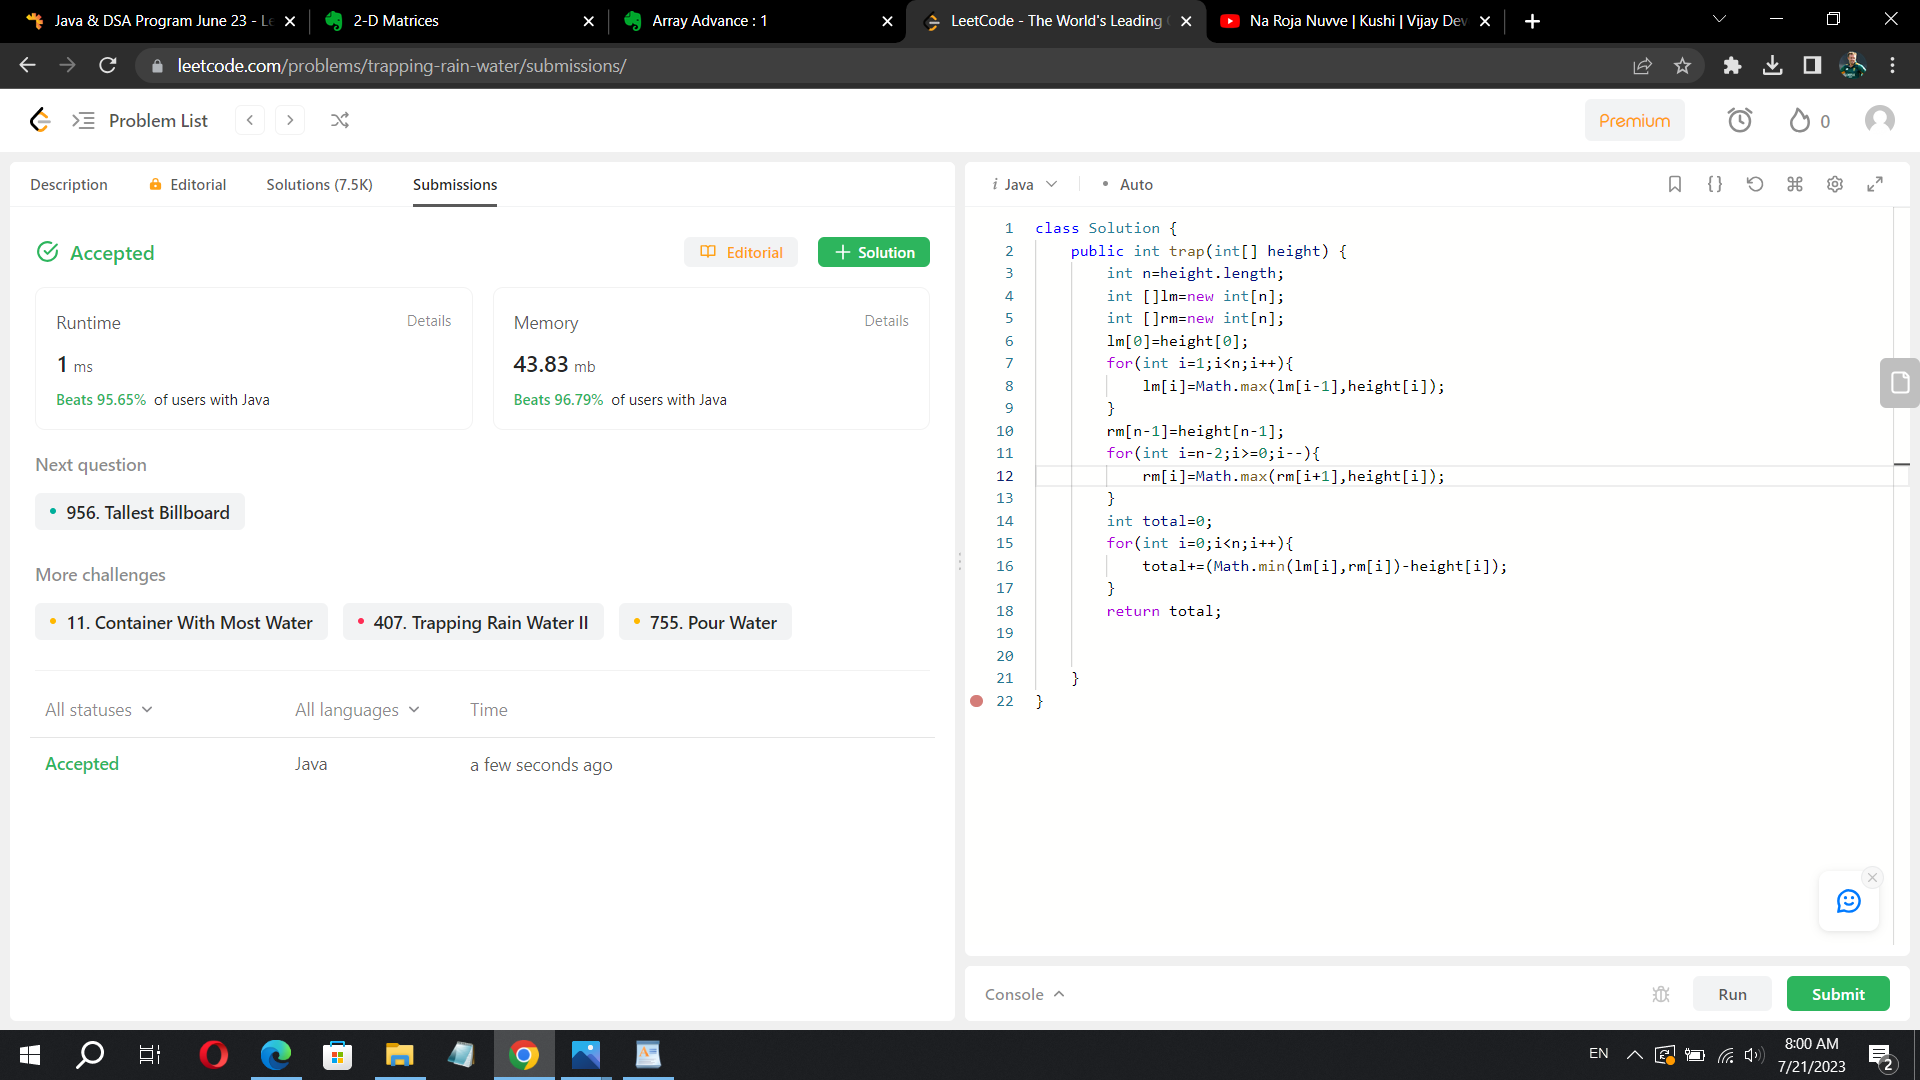 Java & DSA Program June 23 - Le
2-D Matrices
Array Advance : 1
LeetCode - The World's Leading
Na Roja Nuvve | Kushi | Vijay Dev
leetcode.com/problems/trapping-rain-water/submissions/
Problem List
Premium
0
Description
Editorial
Solutions (7.5K)
Submissions
Accepted
Editorial
Solution
Runtime
Details
1 ms
Beats 95.65% of users with Java
Memory
Details
43.83 mb
Beats 96.79% of users with Java
Next question
956. Tallest Billboard
More challenges
11. Container With Most Water
407. Trapping Rain Water II
755. Pour Water
All statuses
All languages
Time
Accepted
Java
a few seconds ago
i Java
• Auto
1 class Solution {
2 public int trap(int[] height) {
3 int n=height.length;
4 int []lm=new int[n];
5 int []rm=new int[n];
6 lm[0]=height[0];
7 for(int i=1;i<n;i++){
8 lm[i]=Math.max(lm[i-1],height[i]);
9 }
10 rm[n-1]=height[n-1];
11 for(int i=n-2;i>=0;i--){
12 rm[i]=Math.max(rm[i+1],height[i]);
13 }
14 int total=0;
15 for(int i=0;i<n;i++){
16 total+=(Math.min(lm[i],rm[i])-height[i]);
17 }
18 return total;
19
20
21 }
22 }
Console
Run
Submit
EN
8:00 AM
7/21/2023
2